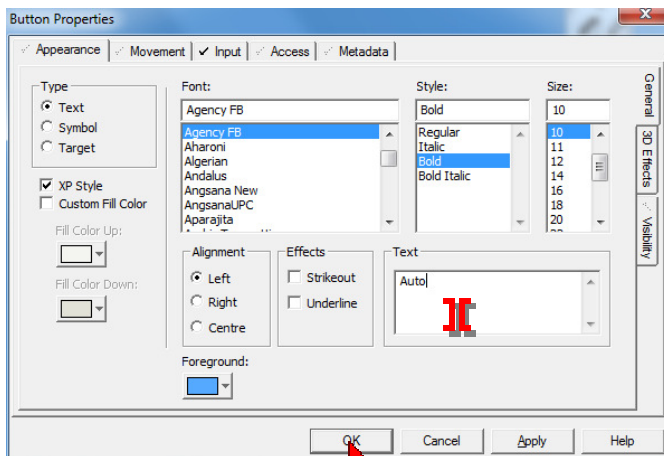 Button Properties
Appearance Movement Input Access Metadata
General
3D Effects
Visibility
Type
Text
Symbol
Target
XP Style
Custom Fill Color
Fill Color Up:
Fill Color Down:
Font:
Agency FB
Agency FB
Aharoni
Algerian
Andalus
Angsana New
AngsanaUPC
Aparajita
Style:
Bold
Regular
Italic
Bold
Bold Italic
Size:
10
10
11
12
14
16
18
20
Alignment
Left
Right
Centre
Effects
Strikeout
Underline
Text
Auto
Foreground:
OK Cancel Apply Help